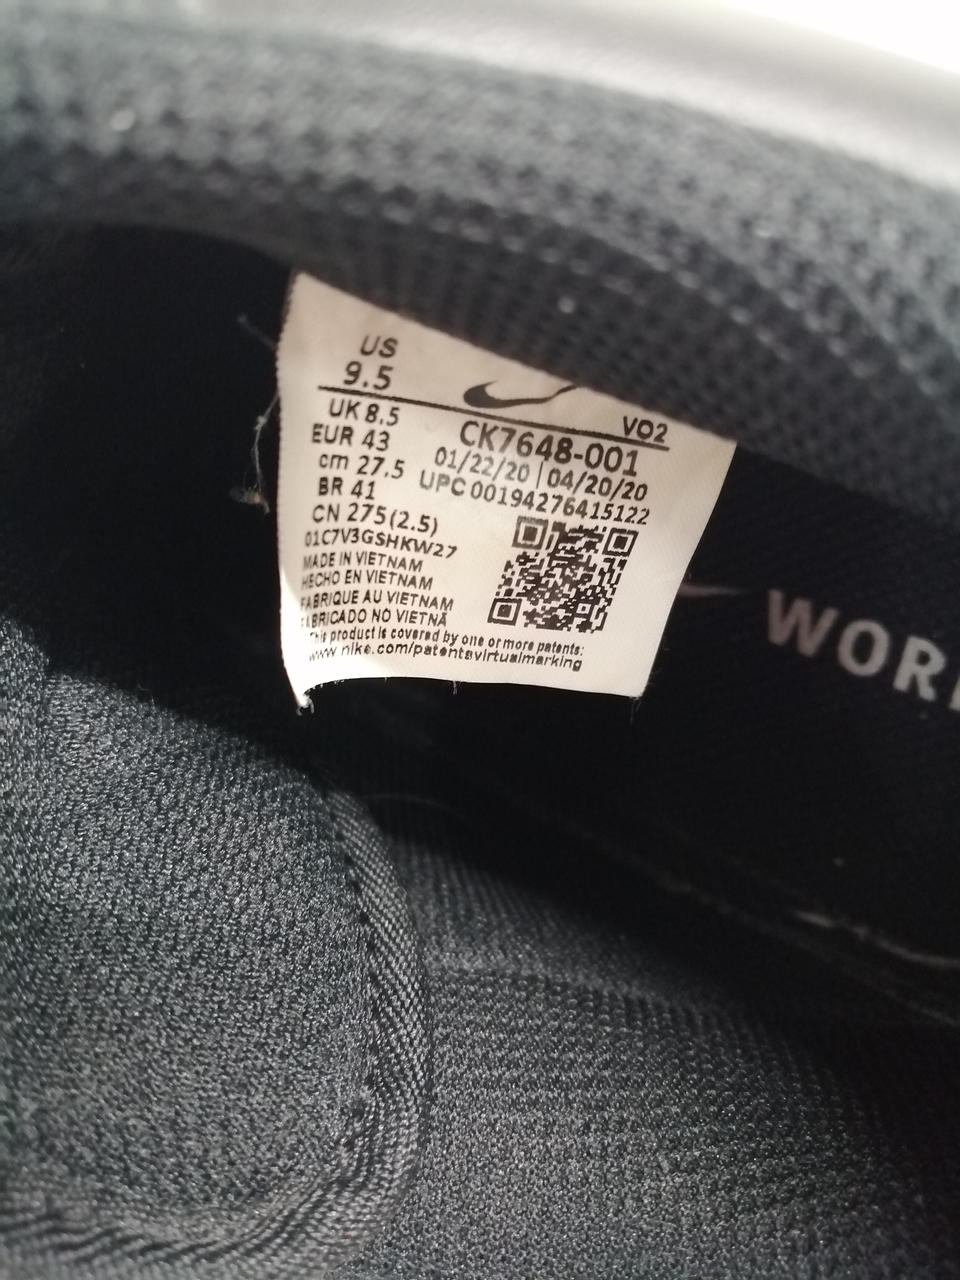 US
9.5
VO2
UK 8.5
CK7648-001
EUR 43
01/22/20 | 04/20/20
cm 27.5
UPC 00194276415122
BR 41
CN 275(2.5)
01C7V3GSHKW27
MADE IN VIETNAM
HECHO EN VIETNAM
FABRIQUE AU VIETNAM
FABRICADO NO VIETNÃ
This product is covered by one or more patents:
www.nike.com/patentsvirtualmarking
WOR